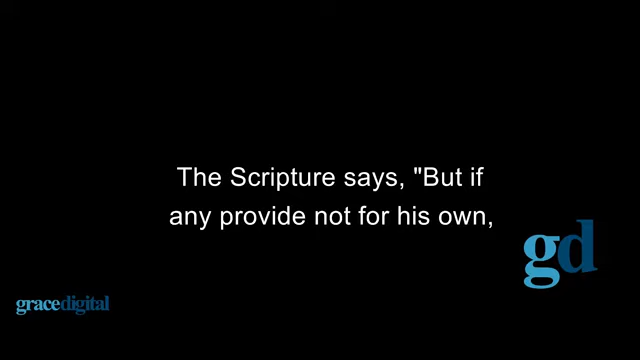 The Scripture says, "But if
any provide not for his own,
gd
gracedigital